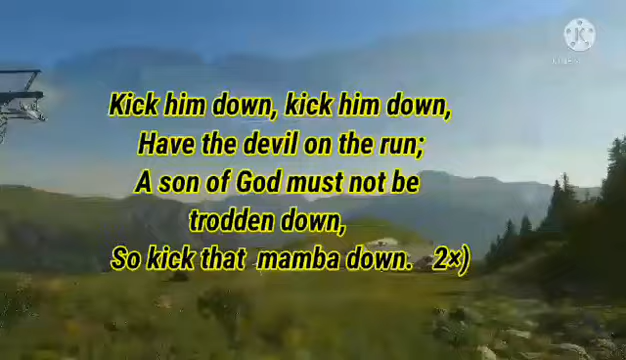 Kick him down, kick him down,
Have the devil on the run;
A son of God must not be
trodden down,
So kick that mamba down. 2×)
K